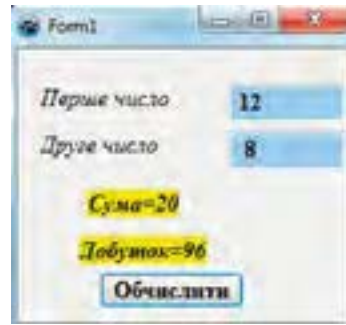 Form1
Перше число 12
Друге число 8
Сума=20
Добуток=96
Обчислити